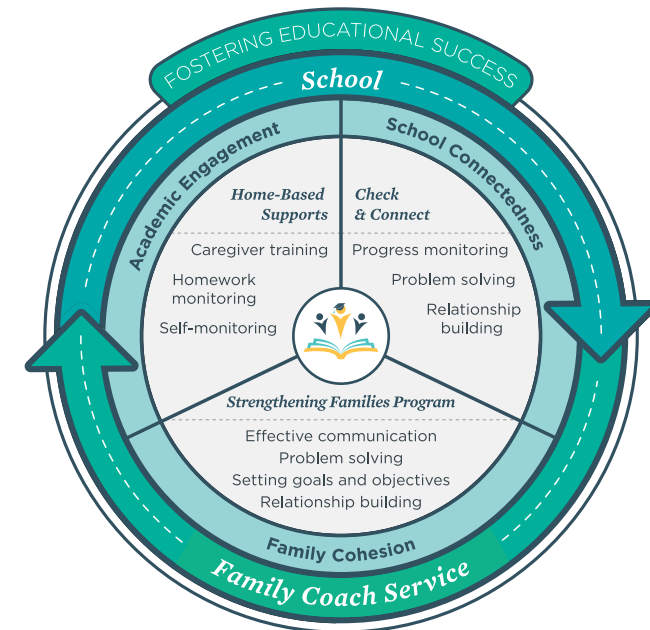 FOSTERING EDUCATIONAL SUCCESS
School
Academic Engagement
School Connectedness
Home-Based
Supports
Caregiver training
Homework
monitoring
Self-monitoring
Check
& Connect
Progress monitoring
Problem solving
Relationship
building
Strengthening Families Program
Effective communication
Problem solving
Setting goals and objectives
Relationship building
Family Cohesion
Family Coach Service